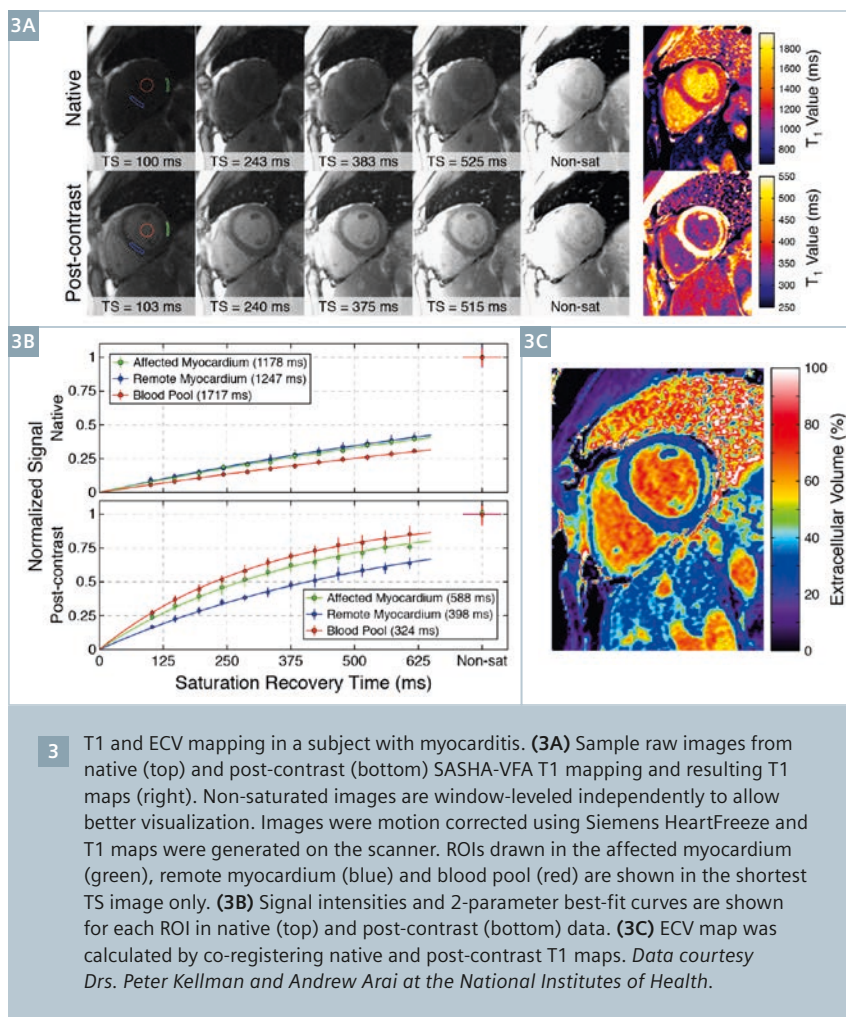 3A
Native
TS = 100 ms
TS = 243 ms
TS = 383 ms
TS = 525 ms
Non-sat
1800
1600
1400
1200
1000
800
T1 Value (ms)
Post-contrast
TS = 103 ms
TS = 240 ms
TS = 375 ms
TS = 515 ms
Non-sat
550
500
450
400
350
300
250
T1 Value (ms)
3B
Normalized Signal
Native
1
0.75
0.5
0.25
0
Affected Myocardium (1178 ms)
Remote Myocardium (1247 ms)
Blood Pool (1717 ms)
Post-contrast
1
0.75
0.5
0.25
0
Affected Myocardium (588 ms)
Remote Myocardium (398 ms)
Blood Pool (324 ms)
0
125
250
375
500
625
Non-sat
Saturation Recovery Time (ms)
3C
100
80
60
40
20
0
Extracellular Volume (%)
3
T1 and ECV mapping in a subject with myocarditis. (3A) Sample raw images from
native (top) and post-contrast (bottom) SASHA-VFA T1 mapping and resulting T1
maps (right). Non-saturated images are window-leveled independently to allow
better visualization. Images were motion corrected using Siemens HeartFreeze and
T1 maps were generated on the scanner. ROIs drawn in the affected myocardium
(green), remote myocardium (blue) and blood pool (red) are shown in the shortest
TS image only. (3B) Signal intensities and 2-parameter best-fit curves are shown
for each ROI in native (top) and post-contrast (bottom) data. (3C) ECV map was
calculated by co-registering native and post-contrast T1 maps. Data courtesy
Drs. Peter Kellman and Andrew Arai at the National Institutes of Health.